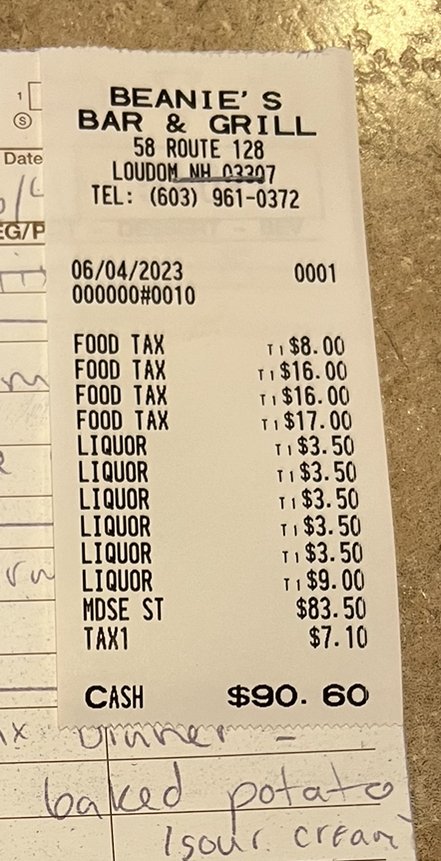 BEANIE'S
BAR & GRILL
58 ROUTE 128
LOUDOM NH 03307
TEL: (603) 961-0372
1
S
Date
EG/P
06/04/2023 0001
000000#0010
FOOD TAX T1 $8.00
FOOD TAX T1 $16.00
FOOD TAX T1 $16.00
FOOD TAX T1 $17.00
LIQUOR T1 $3.50
LIQUOR T1 $3.50
LIQUOR T1 $3.50
LIQUOR T1 $3.50
LIQUOR T1 $3.50
LIQUOR T1 $9.00
MDSE ST $83.50
TAX1 $7.10
CASH $90.60
Dinner -
baked potato
/sour cream